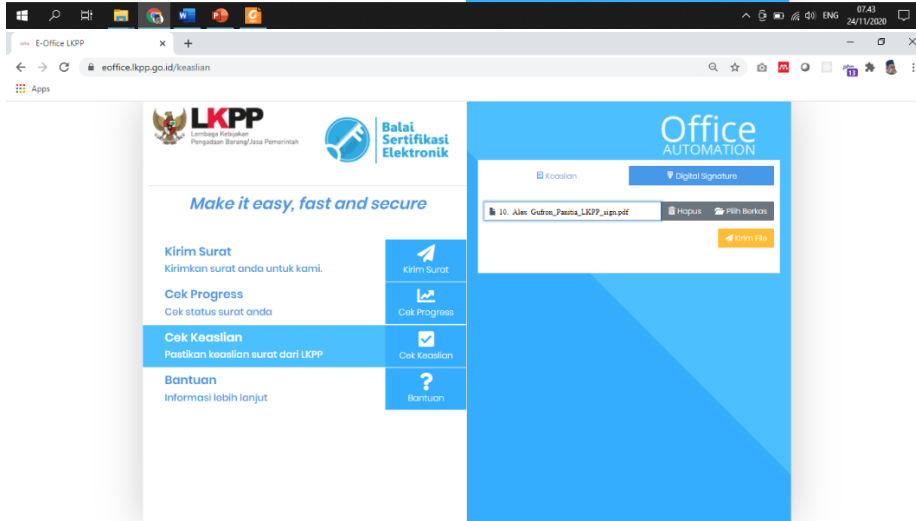 ENG
07.43
24/11/2020
E-Office LKPP
eoffice.lkpp.go.id/keaslian
Apps
LKPP
Lembaga Kebijakan
Pengadaan Barang/Jasa Pemerintah
Balai
Sertifikasi
Elektronik
Make it easy, fast and secure
Kirim Surat
Kirimkan surat anda untuk kami.
Kirim Surat
Cek Progress
Cek status surat anda
Cek Progress
Cek Keaslian
Pastikan keaslian surat dari LKPP
Cek Keaslian
Bantuan
Informasi lebih lanjut
Bantuan
Office
AUTOMATION
Keaslian
Digital Signature
10. Alex Gufron_Panitia_LKPP_sign.pdf
Hapus
Pilih Berkas
Kirim File
13